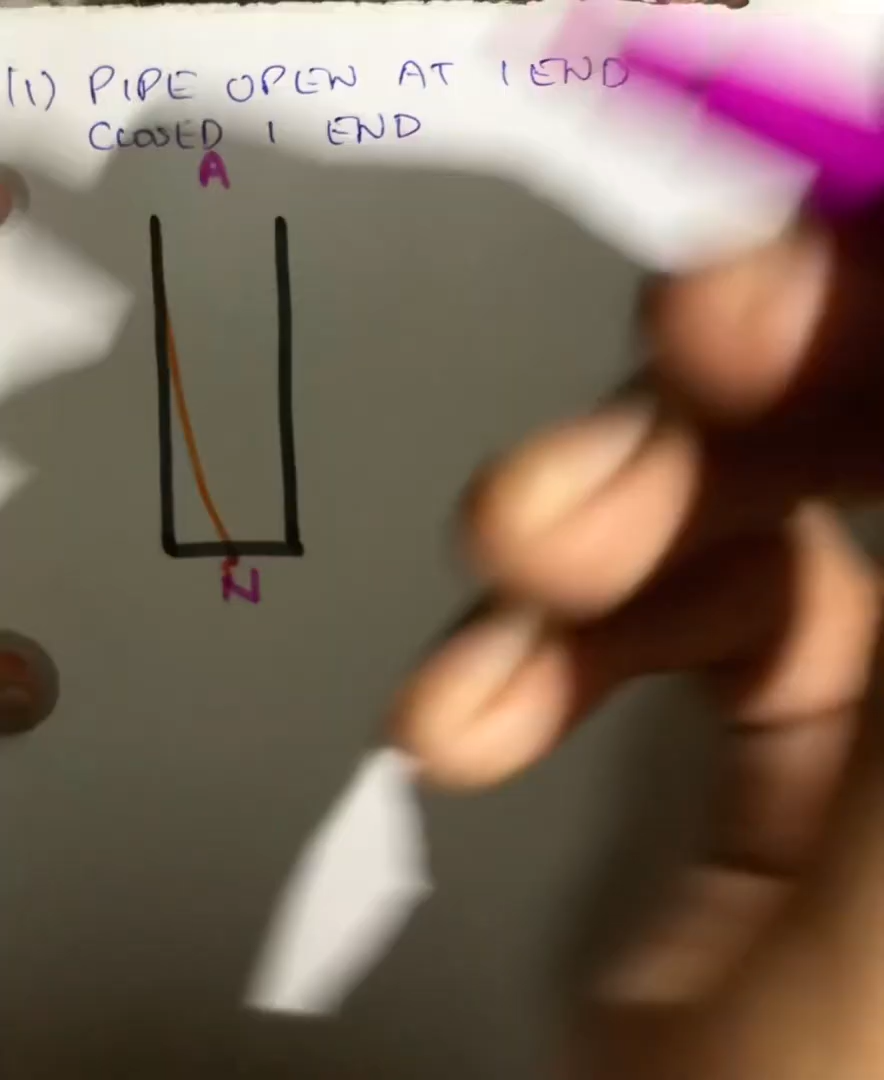 (1) PIPE OPEN AT 1 END
CLOSED 1 END
A
N